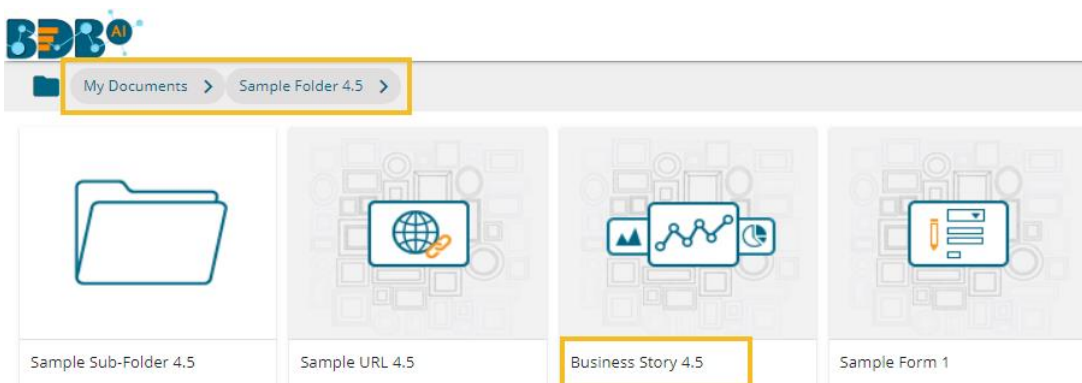 BDB AI
My Documents > Sample Folder 4.5 >
Sample Sub-Folder 4.5
Sample URL 4.5
Business Story 4.5
Sample Form 1